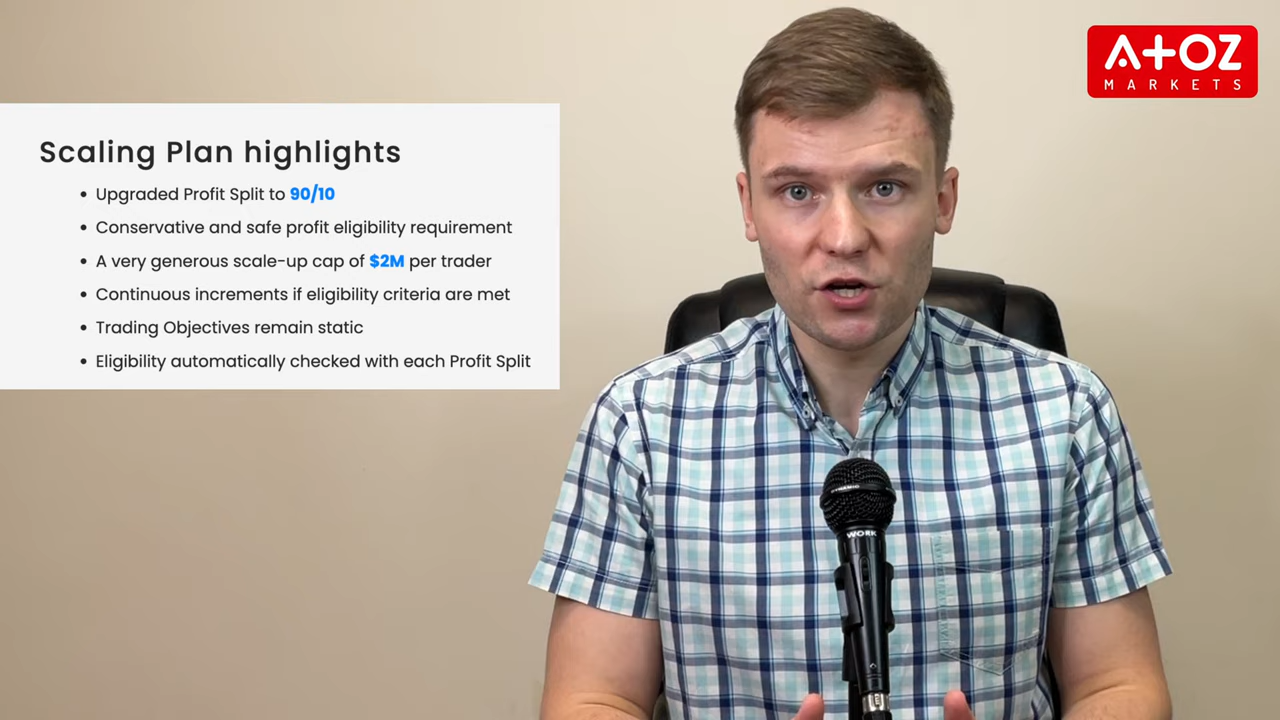 A+OZ
MARKETS
Scaling Plan highlights
Upgraded Profit Split to 90/10
Conservative and safe profit eligibility requirement
A very generous scale-up cap of $2M per trader
Continuous increments if eligibility criteria are met
Trading Objectives remain static
Eligibility automatically checked with each Profit Split
DYNAMIC
WORK